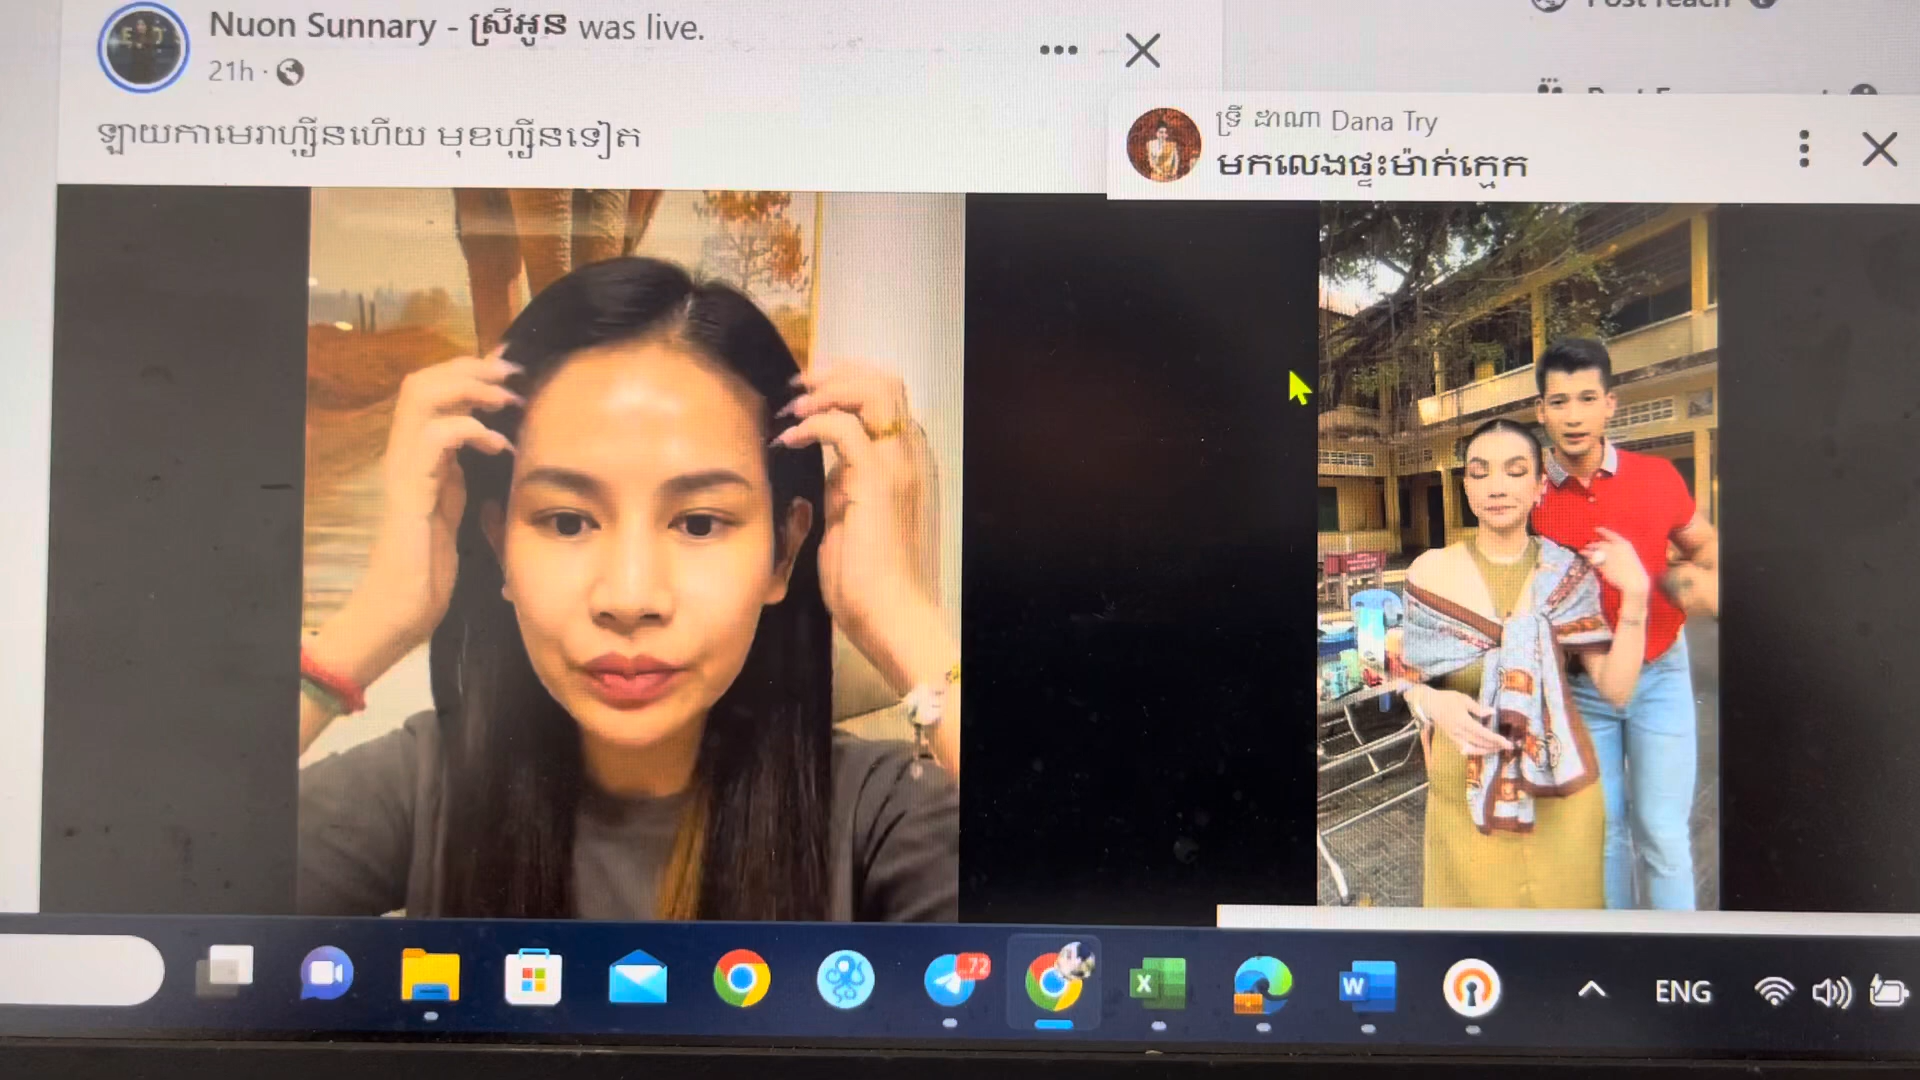 Nuon Sunnary - ស្រីអូន was live.
21h
ឡាយកាមេរាហ្ស៊ីនហើយ មុខហ្ស៊ីនទៀត
Post reach
ទ្រី ដាណា Dana Try
មកលេងផ្ទះម៉ាក់ក្មេក
72
ENG